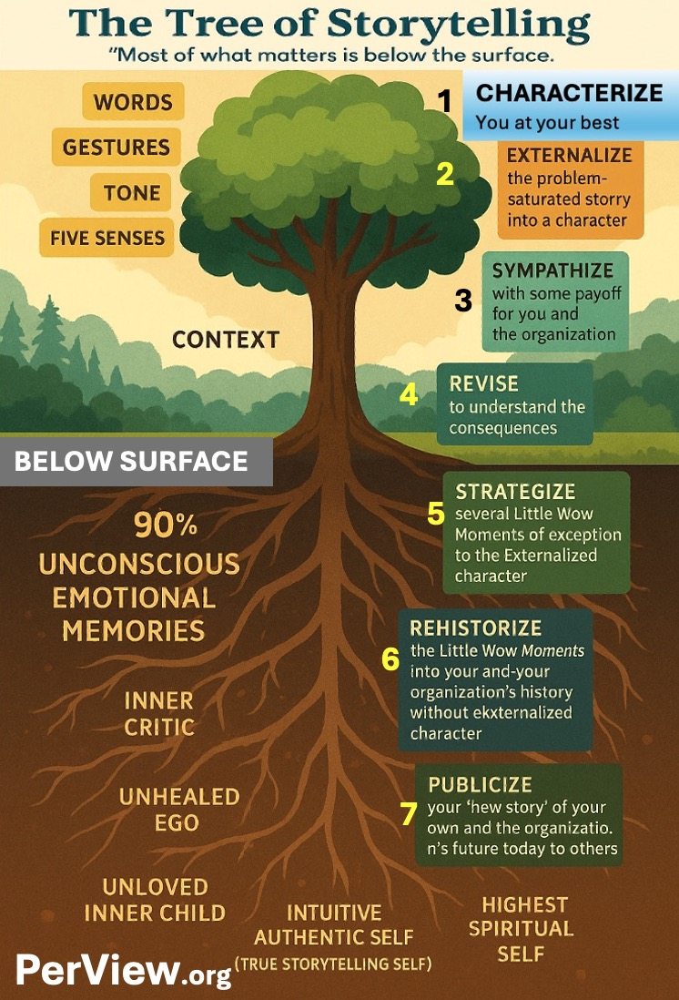 The Tree of Storytelling
"Most of what matters is below the surface.
WORDS
GESTURES
TONE
FIVE SENSES
CONTEXT
1
CHARACTERIZE
You at your best
2
EXTERNALIZE
the problem-
saturated storry
into a character
3
SYMPATHIZE
with some payoff
for you and
the organization
4
REVISE
to understand the
consequences
BELOW SURFACE
90%
UNCONSCIOUS
EMOTIONAL
MEMORIES
INNER
CRITIC
UNHEALED
EGO
UNLOVED
INNER CHILD
INTUITIVE
AUTHENTIC SELF
(TRUE STORYTELLING SELF)
HIGHEST
SPIRITUAL
SELF
5
STRATEGIZE
several Little Wow
Moments of exception
to the Externalized
character
6
REHISTORIZE
the Little Wow Moments
into your and-your
organization's history
without ekxternalized
character
7
PUBLICIZE
your 'hew story' of your
own and the organizatio.
n's future today to others
PerView.org